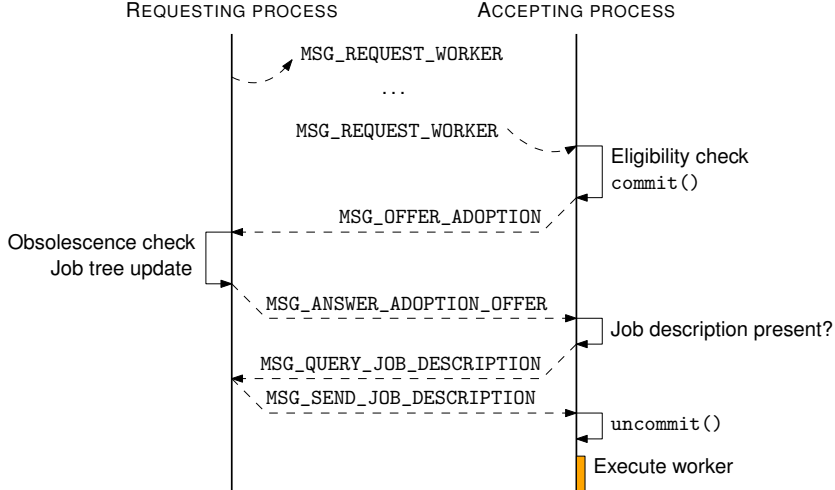 REQUESTING PROCESS
ACCEPTING PROCESS
MSG_REQUEST_WORKER
...
MSG_REQUEST_WORKER
Eligibility check
commit()
MSG_OFFER_ADOPTION
Obsolescence check
Job tree update
MSG_ANSWER_ADOPTION_OFFER
Job description present?
MSG_QUERY_JOB_DESCRIPTION
MSG_SEND_JOB_DESCRIPTION
uncommit()
Execute worker